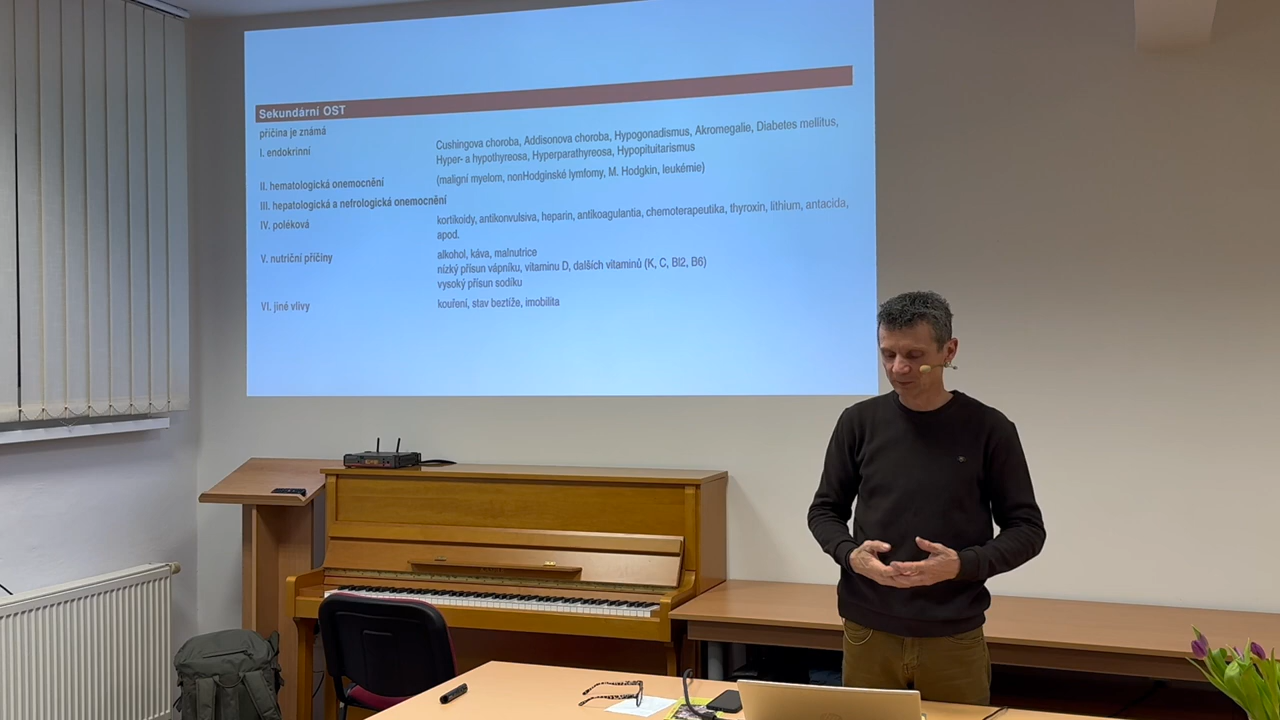 Sekundární OST
příčina je známá
I. endokrinní
Cushingova choroba, Addisonova choroba, Hypogonadismus, Akromegalie, Diabetes mellitus,
Hyper- a hypothyreosa, Hyperparathyreosa, Hypopituitarismus
II. hematologická onemocnění
(maligní myelom, nonHodginské lymfomy, M. Hodgkin, leukémie)
III. hepatologická a nefrologická onemocnění
IV. poléková
kortikoidy, antikonvulsiva, heparin, antikoagulantia, chemoterapeutika, thyroxin, lithium, antacida,
apod.
V. nutriční příčiny
alkohol, káva, malnutrice
nízký přísun vápníku, vitaminu D, dalších vitaminů (K, C, BI2, B6)
vysoký přísun sodíku
VI. jiné vlivy
kouření, stav beztíže, imobilita